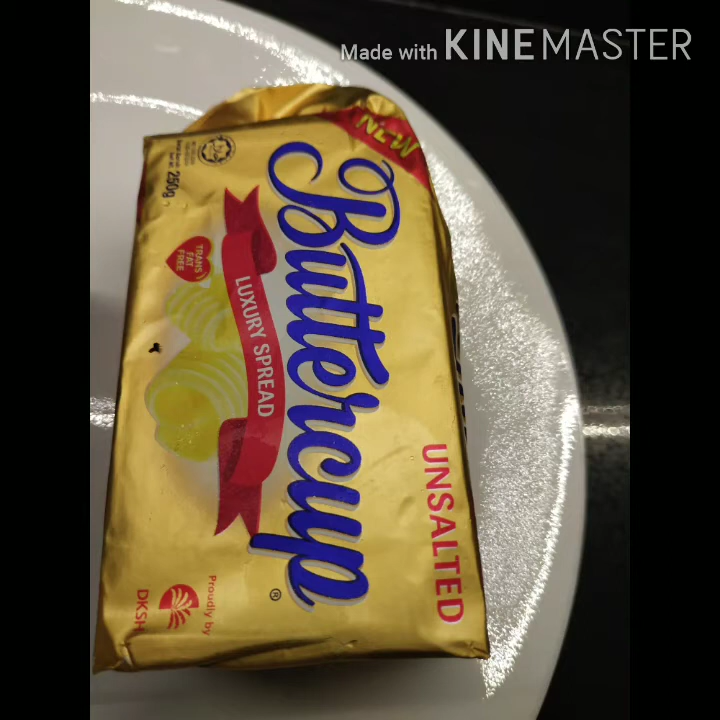 Made with KINEMASTER
NEW
UNSALTED
Buttercup®
LUXURY SPREAD
TRANS
FAT
FREE
250g
Proudly by
DKSH